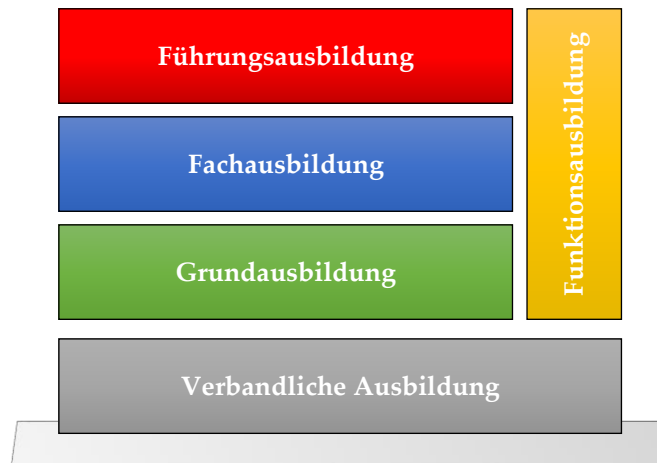 Führungsausbildung
Fachausbildung
Grundausbildung
Funktionsausbildung
Verbandliche Ausbildung